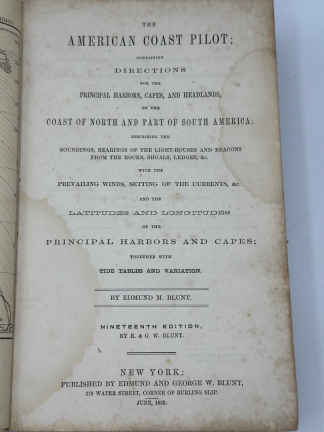 THE
AMERICAN COAST PILOT;
CONTAINING
DIRECTIONS
FOR THE
PRINCIPAL HARBORS, CAPES, AND HEADLANDS,
ON THE
COAST OF NORTH AND PART OF SOUTH AMERICA:
DESCRIBING THE
SOUNDINGS, BEARINGS OF THE LIGHT-HOUSES AND BEACONS
FROM THE ROCKS, SHOALS, LEDGES, &c.
WITH THE
PREVAILING WINDS, SETTING OF THE CURRENTS, &c.
AND THE
LATITUDES AND LONGITUDES
OF THE
PRINCIPAL HARBORS AND CAPES;
TOGETHER WITH
TIDE TABLES AND VARIATION.
BY EDMUND M. BLUNT.
NINETEENTH EDITION,
BY E. & G. W. BLUNT.
NEW YORK:
PUBLISHED BY EDMUND AND GEORGE W. BLUNT,
179 WATER STREET, CORNER OF BURLING SLIP.
JUNE,